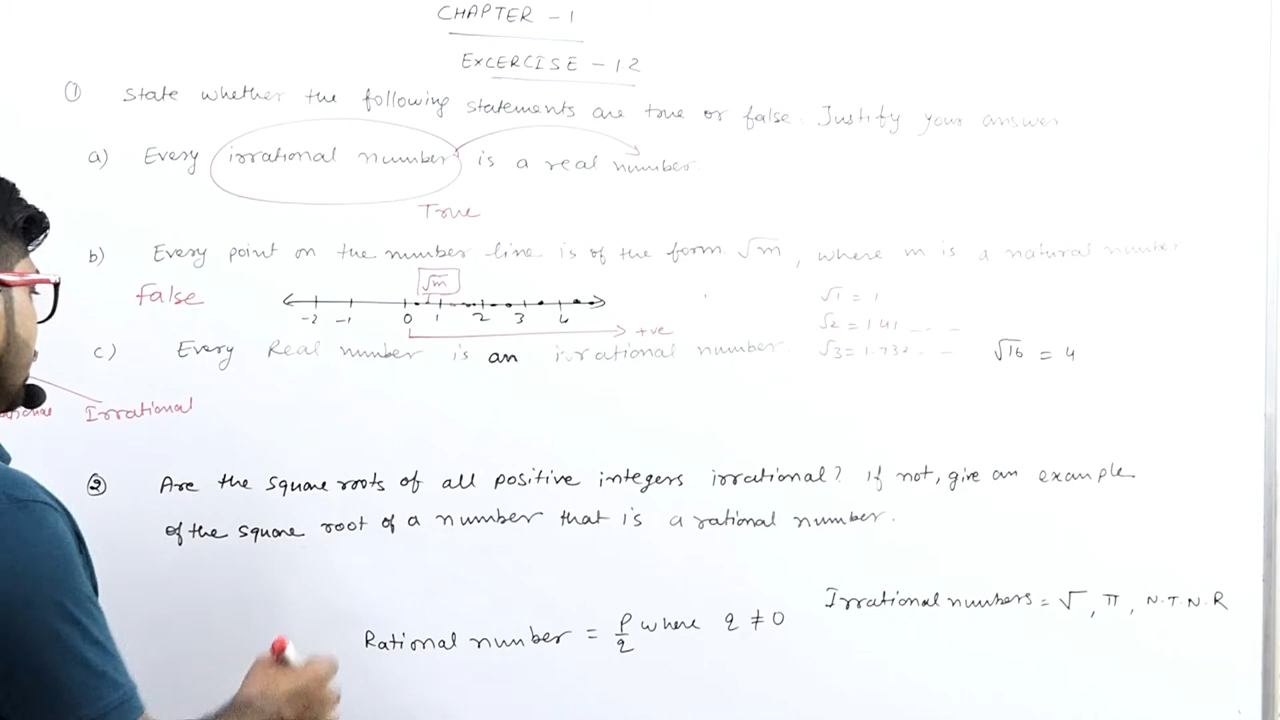 CHAPTER - 1
EXCERCISE - 1 2
① State whether the following statements are true or false. Justify your answer
a) Every irrational number is a real number.
True
b) Every point on the number line is of the form √m, where m is a natural number
False
√m
-2 -1 0 1 2 3 4
+ve
√1 = 1
√2 = 1 41 ... - -
√3 = 1.732.. -
√16 = 4
c) Every Real number is an irrational number.
Irrational
② Are the square roots of all positive integers irrational? If not, give an example
of the square root of a number that is a rational number.
Irrational numbers = √, π, N.T.N.R
Rational number = p/q where q ≠ 0